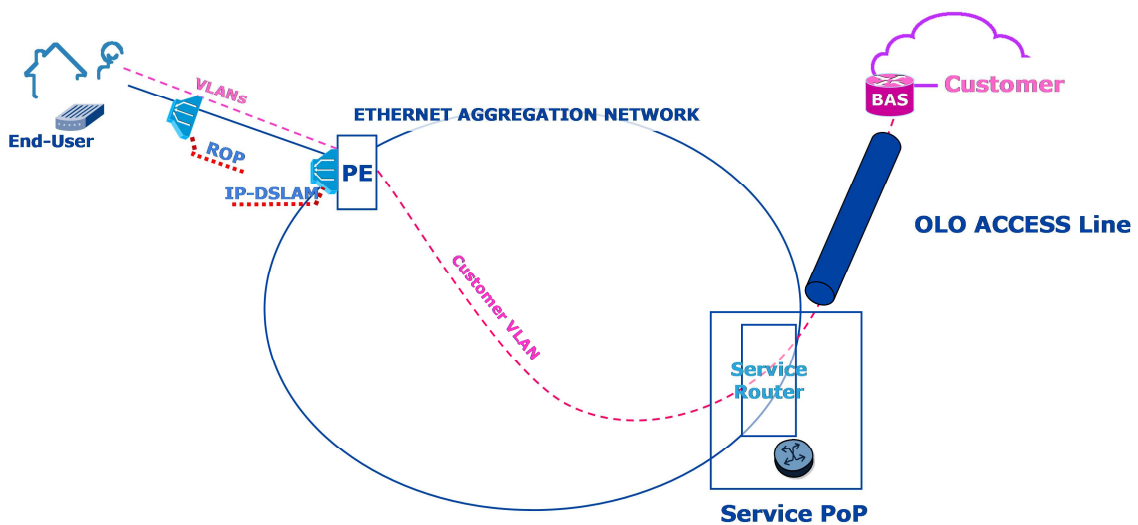 VLANs
End-User
ROP
IP-DSLAM
PE
ETHERNET AGGREGATION NETWORK
BAS
Customer
OLO ACCESS Line
Customer VLAN
Service
Router
Service PoP